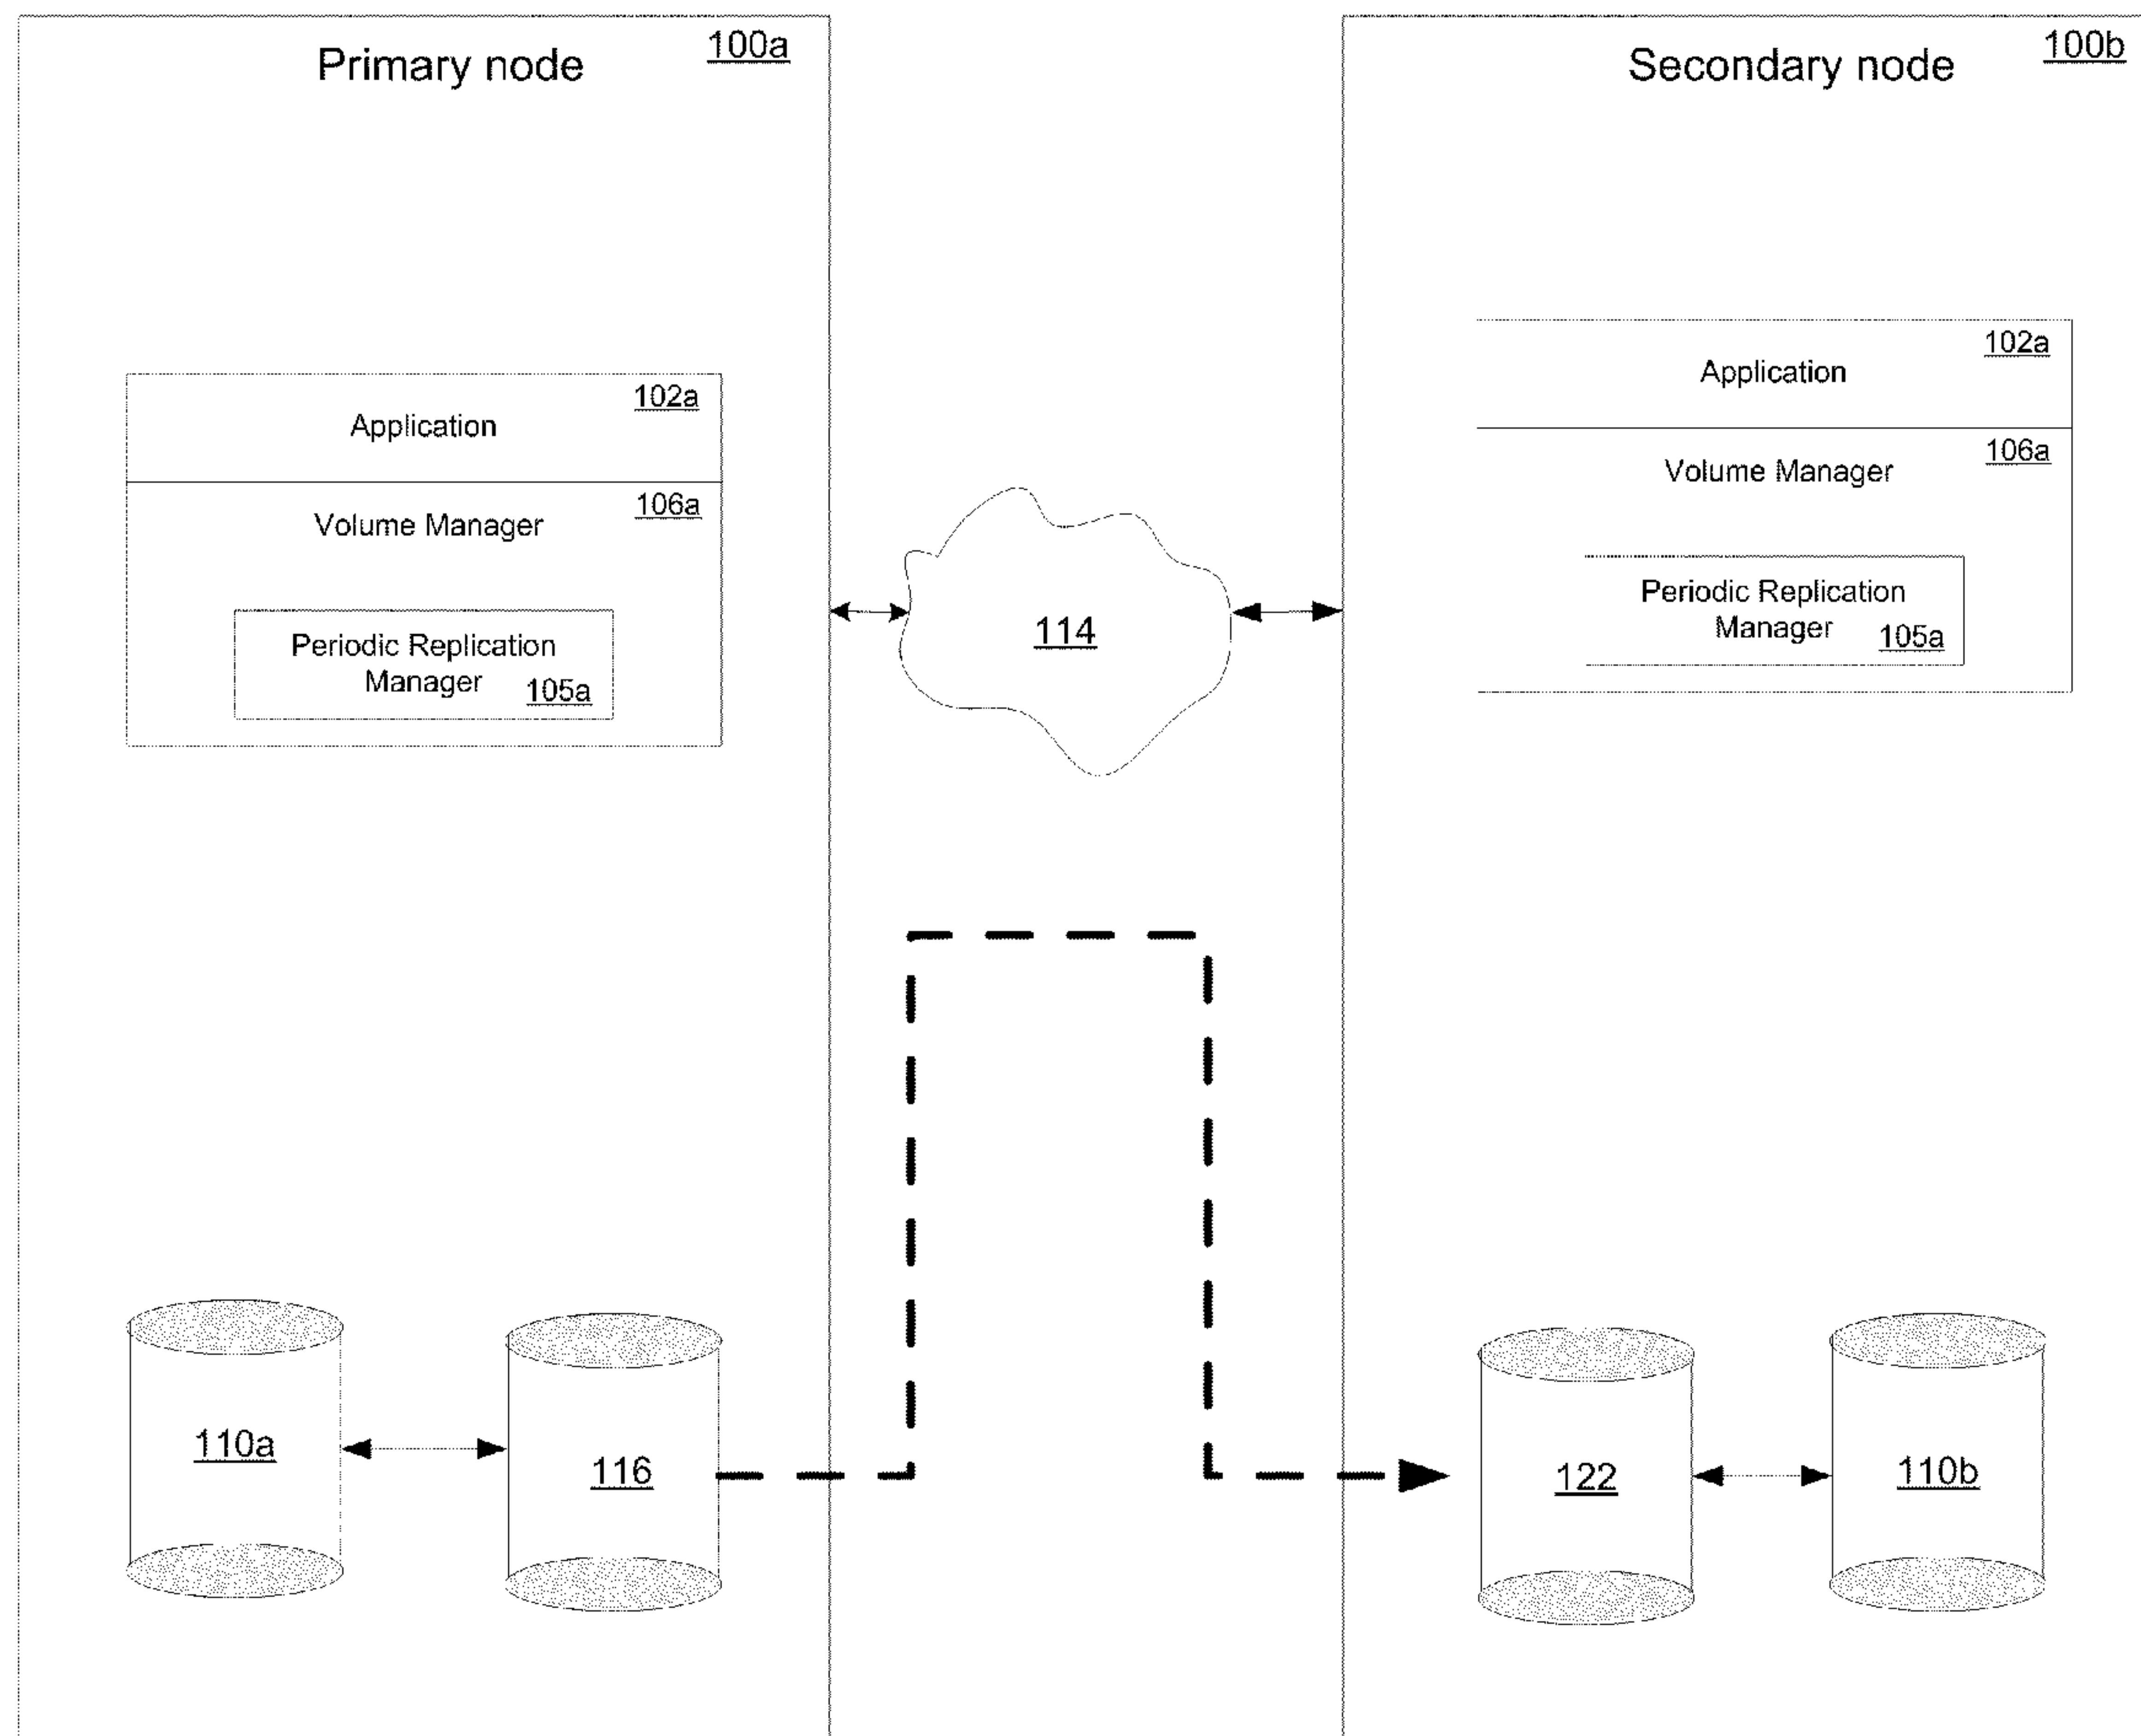 Primary node
100a
Application
102a
Volume Manager
106a
Periodic Replication
Manager
105a
110a
116
114
Secondary node
100b
Application
102a
Volume Manager
106a
Periodic Replication
Manager
105a
122
110b